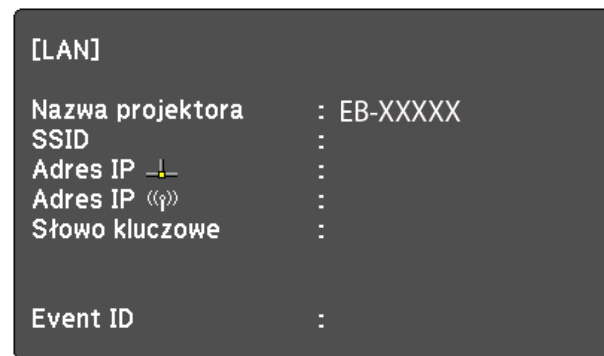 [LAN]
Nazwa projektora : EB-XXXXX
SSID :
Adres IP :
Adres IP :
Słowo kluczowe :
Event ID :